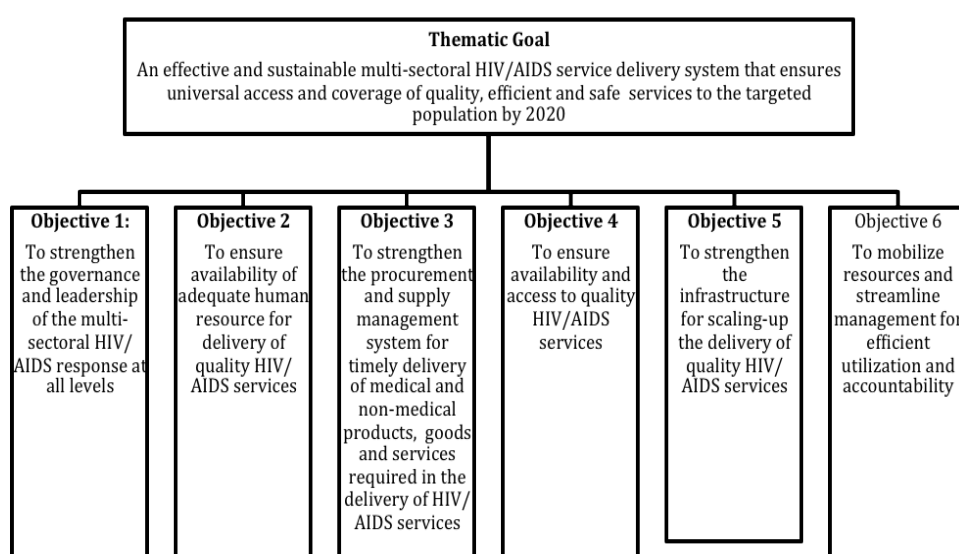 Thematic Goal
An effective and sustainable multi-sectoral HIV/AIDS service delivery system that ensures
universal access and coverage of quality, efficient and safe services to the targeted
population by 2020
Objective 1:
To strengthen
the governance
and leadership
of the multi-
sectoral HIV/
AIDS response at
all levels
Objective 2
To ensure
availability of
adequate human
resource for
delivery of
quality HIV/
AIDS services
Objective 3
To strengthen
the procurement
and supply
management
system for
timely delivery
of medical and
non-medical
products, goods
and services
required in the
delivery of HIV/
AIDS services
Objective 4
To ensure
availability and
access to quality
HIV/AIDS
services
Objective 5
To strengthen
the
infrastructure
for scaling-up
the delivery of
quality HIV/
AIDS services
Objective 6
To mobilize
resources and
streamline
management for
efficient
utilization and
accountability